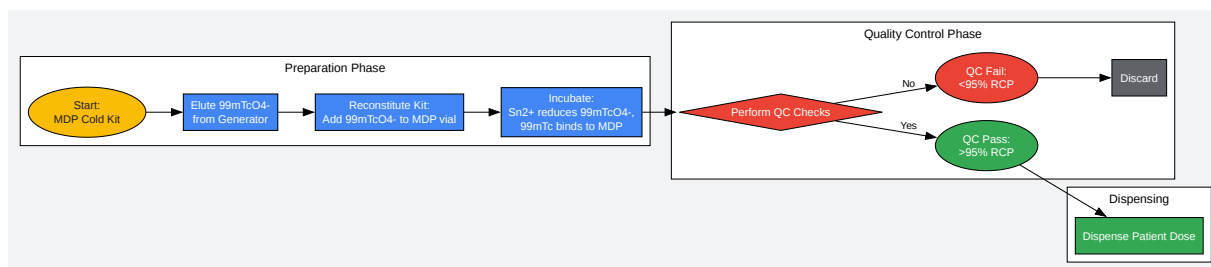 Preparation Phase
Start:
MDP Cold Kit
Elute 99mTcO4-
from Generator
Reconstitute Kit:
Add 99mTcO4- to MDP vial
Incubate:
Sn2+ reduces 99mTcO4-,
99mTc binds to MDP
Quality Control Phase
Perform QC Checks
No
QC Fail:
<95% RCP
Discard
Yes
QC Pass:
>95% RCP
Dispensing
Dispense Patient Dose